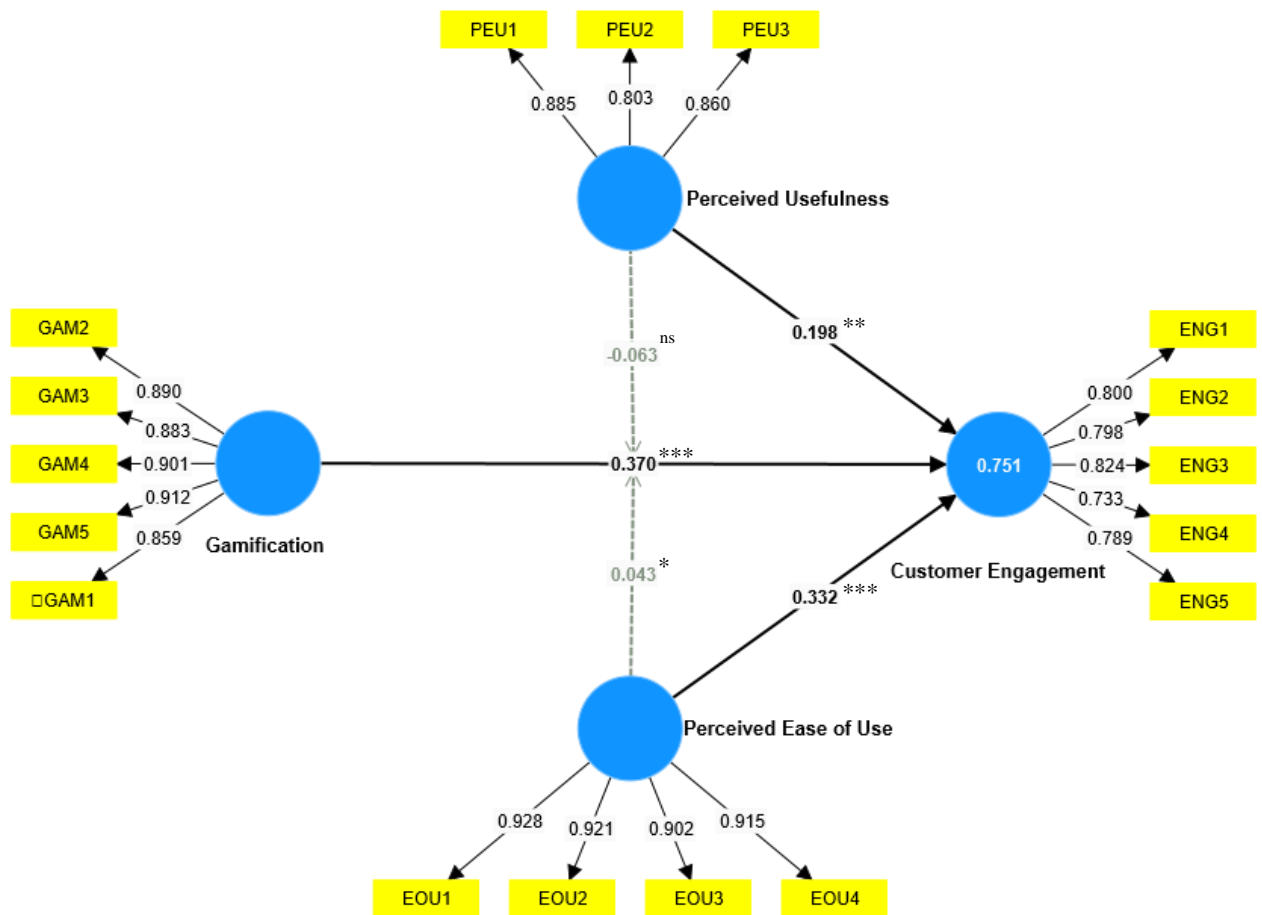 PEU1 PEU2 PEU3
0.885 0.803 0.860
Perceived Usefulness
GAM2
GAM3
GAM4
GAM5
□GAM1
0.890
0.883
0.901
0.912
0.859
Gamification
-0.063 ns
0.198 **
0.370 ***
0.043 *
0.332 ***
0.751
Customer Engagement
0.800
0.798
0.824
0.733
0.789
ENG1
ENG2
ENG3
ENG4
ENG5
Perceived Ease of Use
0.928 0.921 0.902 0.915
EOU1 EOU2 EOU3 EOU4